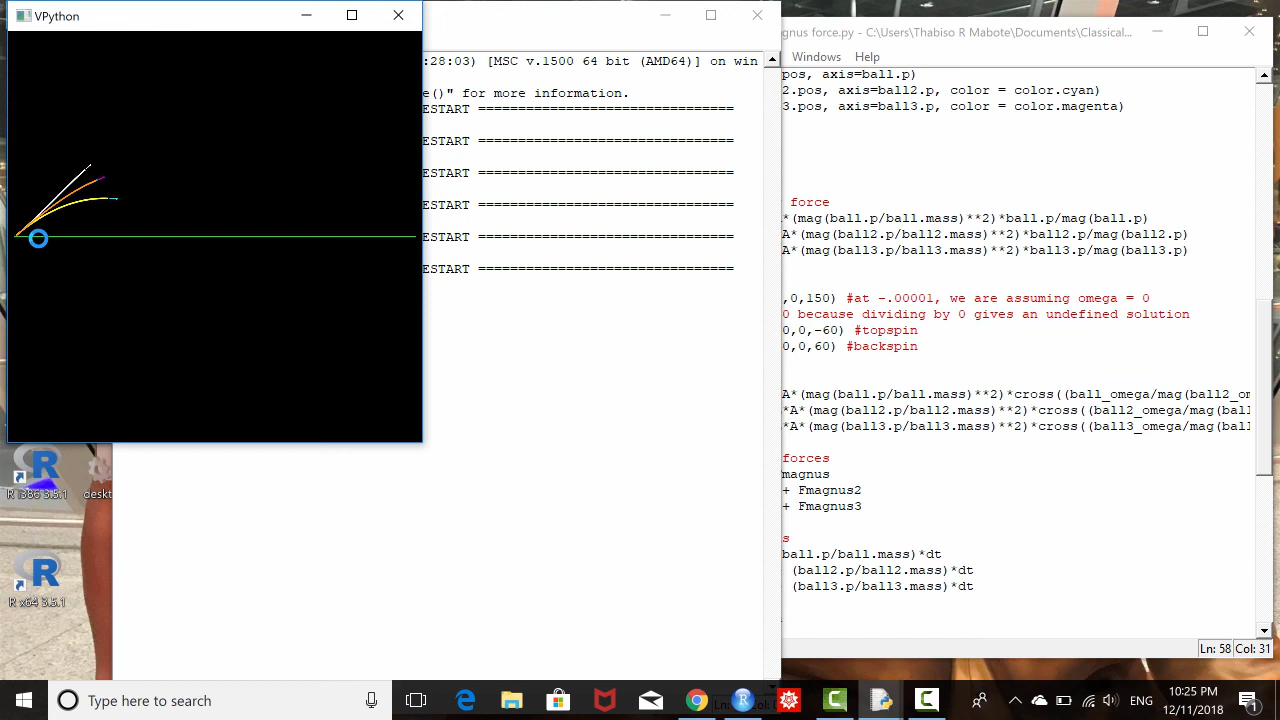 VPython
:28:03) [MSC v.1500 64 bit (AMD64)] on win
e()" for more information.
ESTART ================================
ESTART ================================
ESTART ================================
ESTART ================================
ESTART ================================
ESTART ================================
agnus force.py - C:\Users\Thabiso R Mabote\Documents\Classical...
Windows Help
pos, axis=ball.p)
2.pos, axis=ball2.p, color = color.cyan)
3.pos, axis=ball3.p, color = color.magenta)
force
*(mag(ball.p/ball.mass)**2)*ball.p/mag(ball.p)
A*(mag(ball2.p/ball2.mass)**2)*ball2.p/mag(ball2.p)
A*(mag(ball3.p/ball3.mass)**2)*ball3.p/mag(ball3.p)
,0,150) #at -.00001, we are assuming omega = 0
0 because dividing by 0 gives an undefined solution
0,0,-60) #topspin
0,0,60) #backspin
A*(mag(ball.p/ball.mass)**2)*cross((ball_omega/mag(ball2_om
*A*(mag(ball2.p/ball2.mass)**2)*cross((ball2_omega/mag(ball
*A*(mag(ball3.p/ball3.mass)**2)*cross((ball3_omega/mag(ball
forces
magnus
+ Fmagnus2
+ Fmagnus3
s
ball.p/ball.mass)*dt
(ball2.p/ball2.mass)*dt
(ball3.p/ball3.mass)*dt
Ln: 58 Col: 31
R i386 3.5.1
deskt
R x64 3.5.1
Type here to search
ENG
0:25 PM
12/11/2018
1